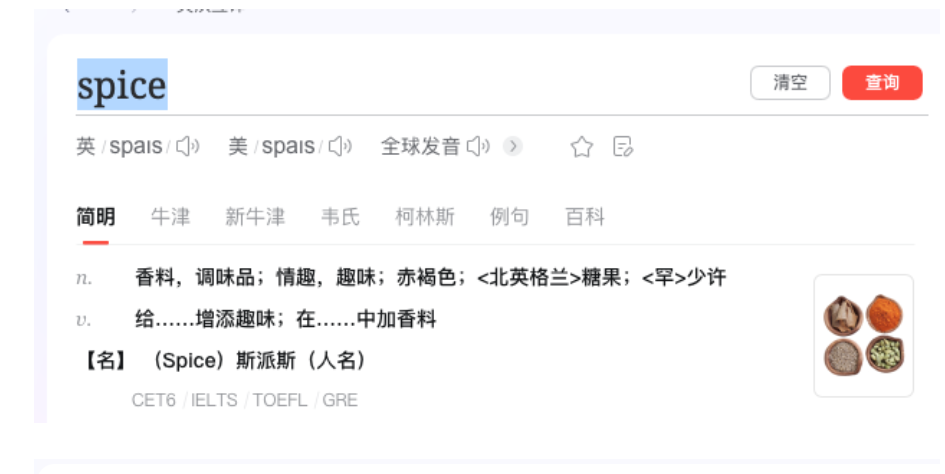 spice
清空
查询
英 /spaɪs/
美 /spaɪs/
全球发音
简明 牛津 新牛津 韦氏 柯林斯 例句 百科
n. 香料，调味品；情趣，趣味；赤褐色；<北英格兰>糖果；<罕>少许
v. 给……增添趣味；在……中加香料
【名】（Spice）斯派斯（人名）
CET6 / IELTS / TOEFL / GRE